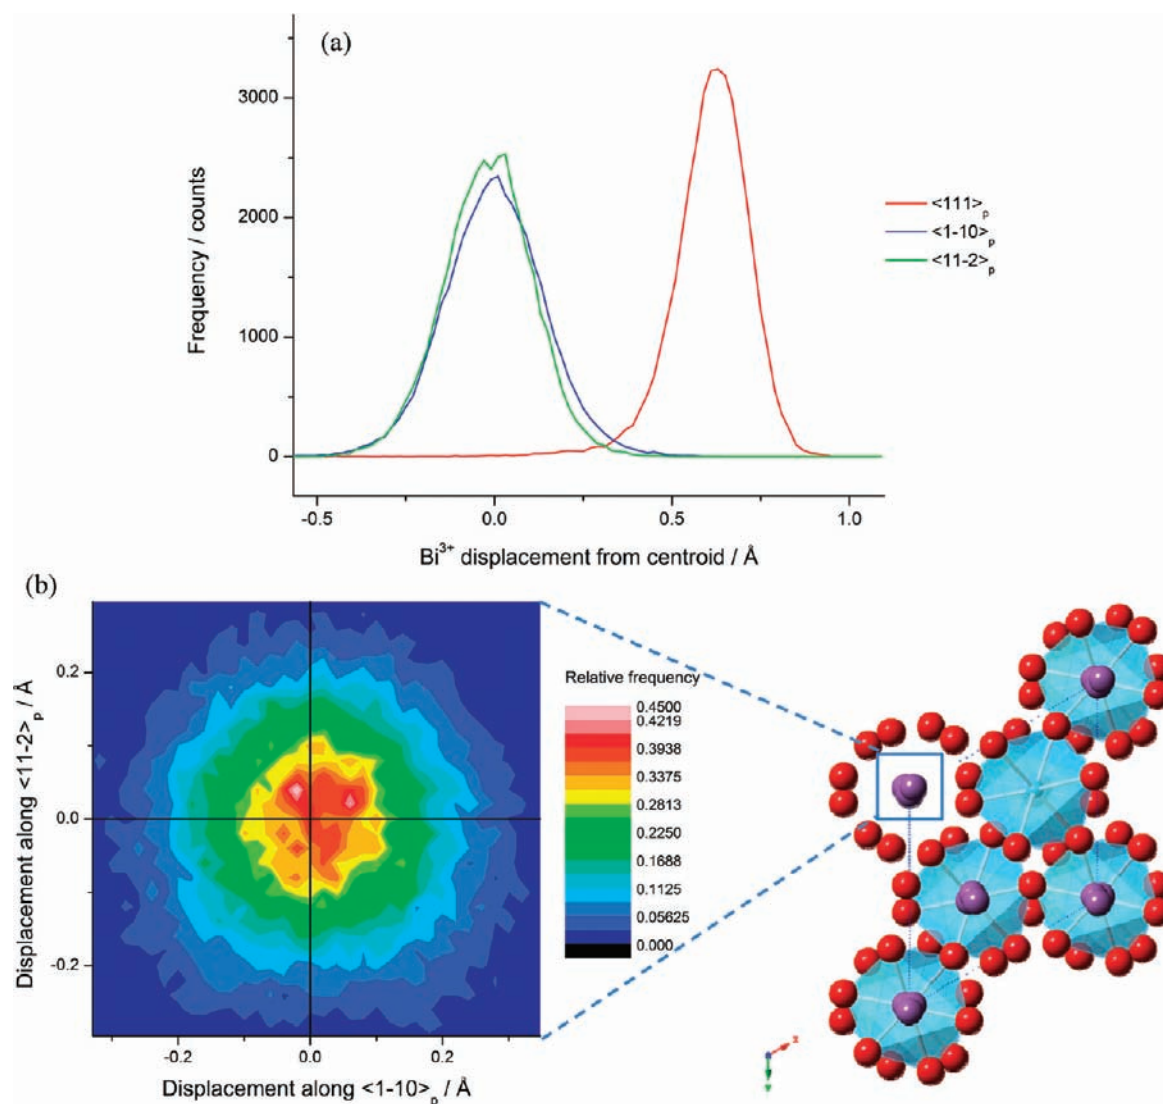 (a)
3000
2000
1000
0
Frequency / counts
<111>p
<1-10>p
<11-2>p
-0.5 0.0 0.5 1.0
Bi³⁺ displacement from centroid / Å
(b)
0.2
0.0
-0.2
Displacement along <11-2>p / Å
-0.2 0.0 0.2
Displacement along <1-10>p / Å
Relative frequency
0.4500
0.4219
0.3938
0.3375
0.2813
0.2250
0.1688
0.1125
0.05625
0.000
x
Y